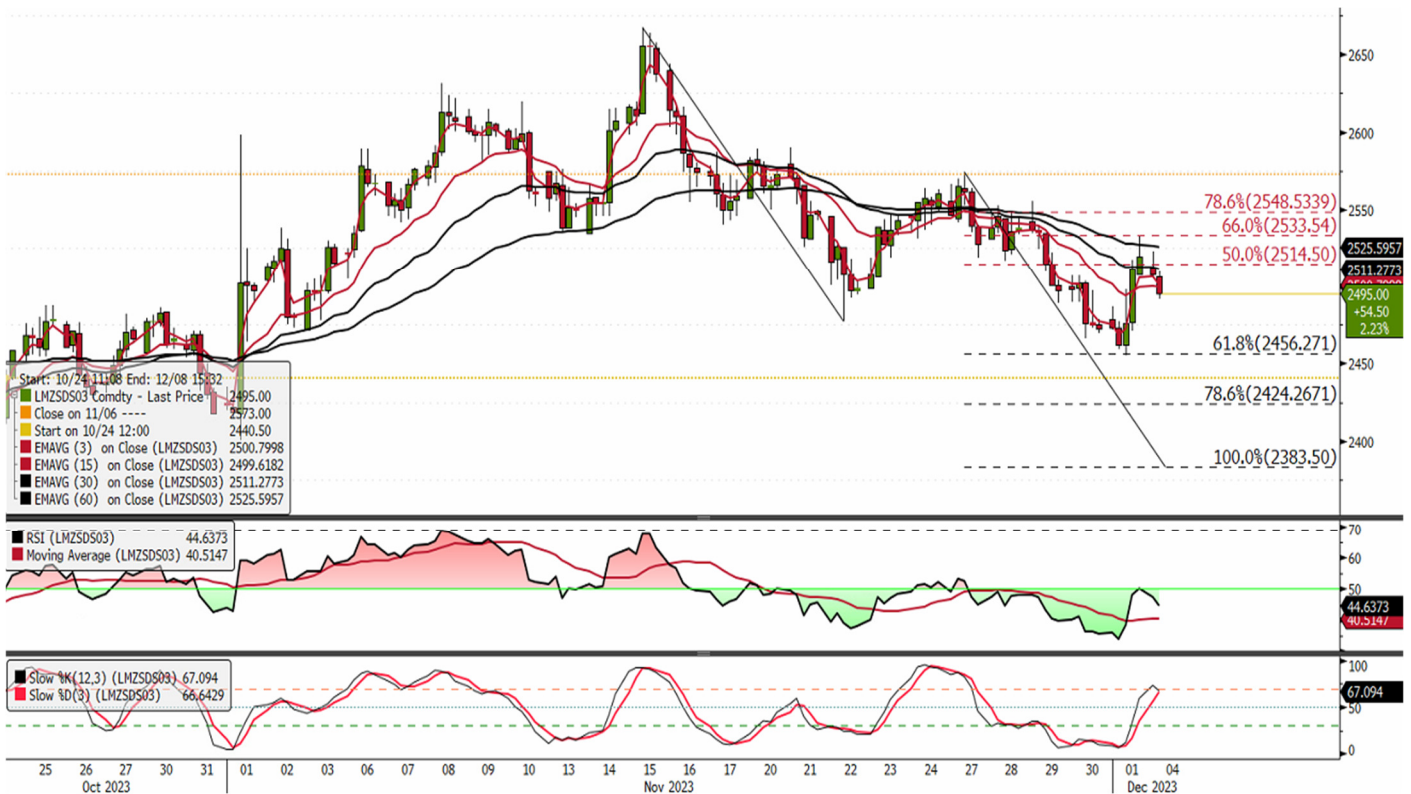 2650
2600
2550
2450
2400
78.6%(2548.5339)
66.0%(2533.54)
50.0%(2514.50)
61.8%(2456.271)
78.6%(2424.2671)
100.0%(2383.50)
2525.5957
2511.2773
2495.00
+54.50
2.23%
Start: 10/24 11:08 End: 12/08 15:32
LMZSDS03 Comdty - Last Price 2495.00
Close on 11/06 ---- 2573.00
Start on 10/24 12:00 2440.50
EMAVG (3) on Close (LMZSDS03) 2500.7998
EMAVG (15) on Close (LMZSDS03) 2499.6182
EMAVG (30) on Close (LMZSDS03) 2511.2773
EMAVG (60) on Close (LMZSDS03) 2525.5957
RSI (LMZSDS03) 44.6373
Moving Average (LMZSDS03) 40.5147
70
60
50
44.6373
40.5147
Slow %K(12,3) (LMZSDS03) 67.094
Slow %D(3) (LMZSDS03) 66.6429
100
67.094
50
0
25 26 27 30 31 01 02 03 06 07 08 09 10 13 14 15 16 17 20 21 22 23 24 27 28 29 30 01 04
Oct 2023 Nov 2023 Dec 2023